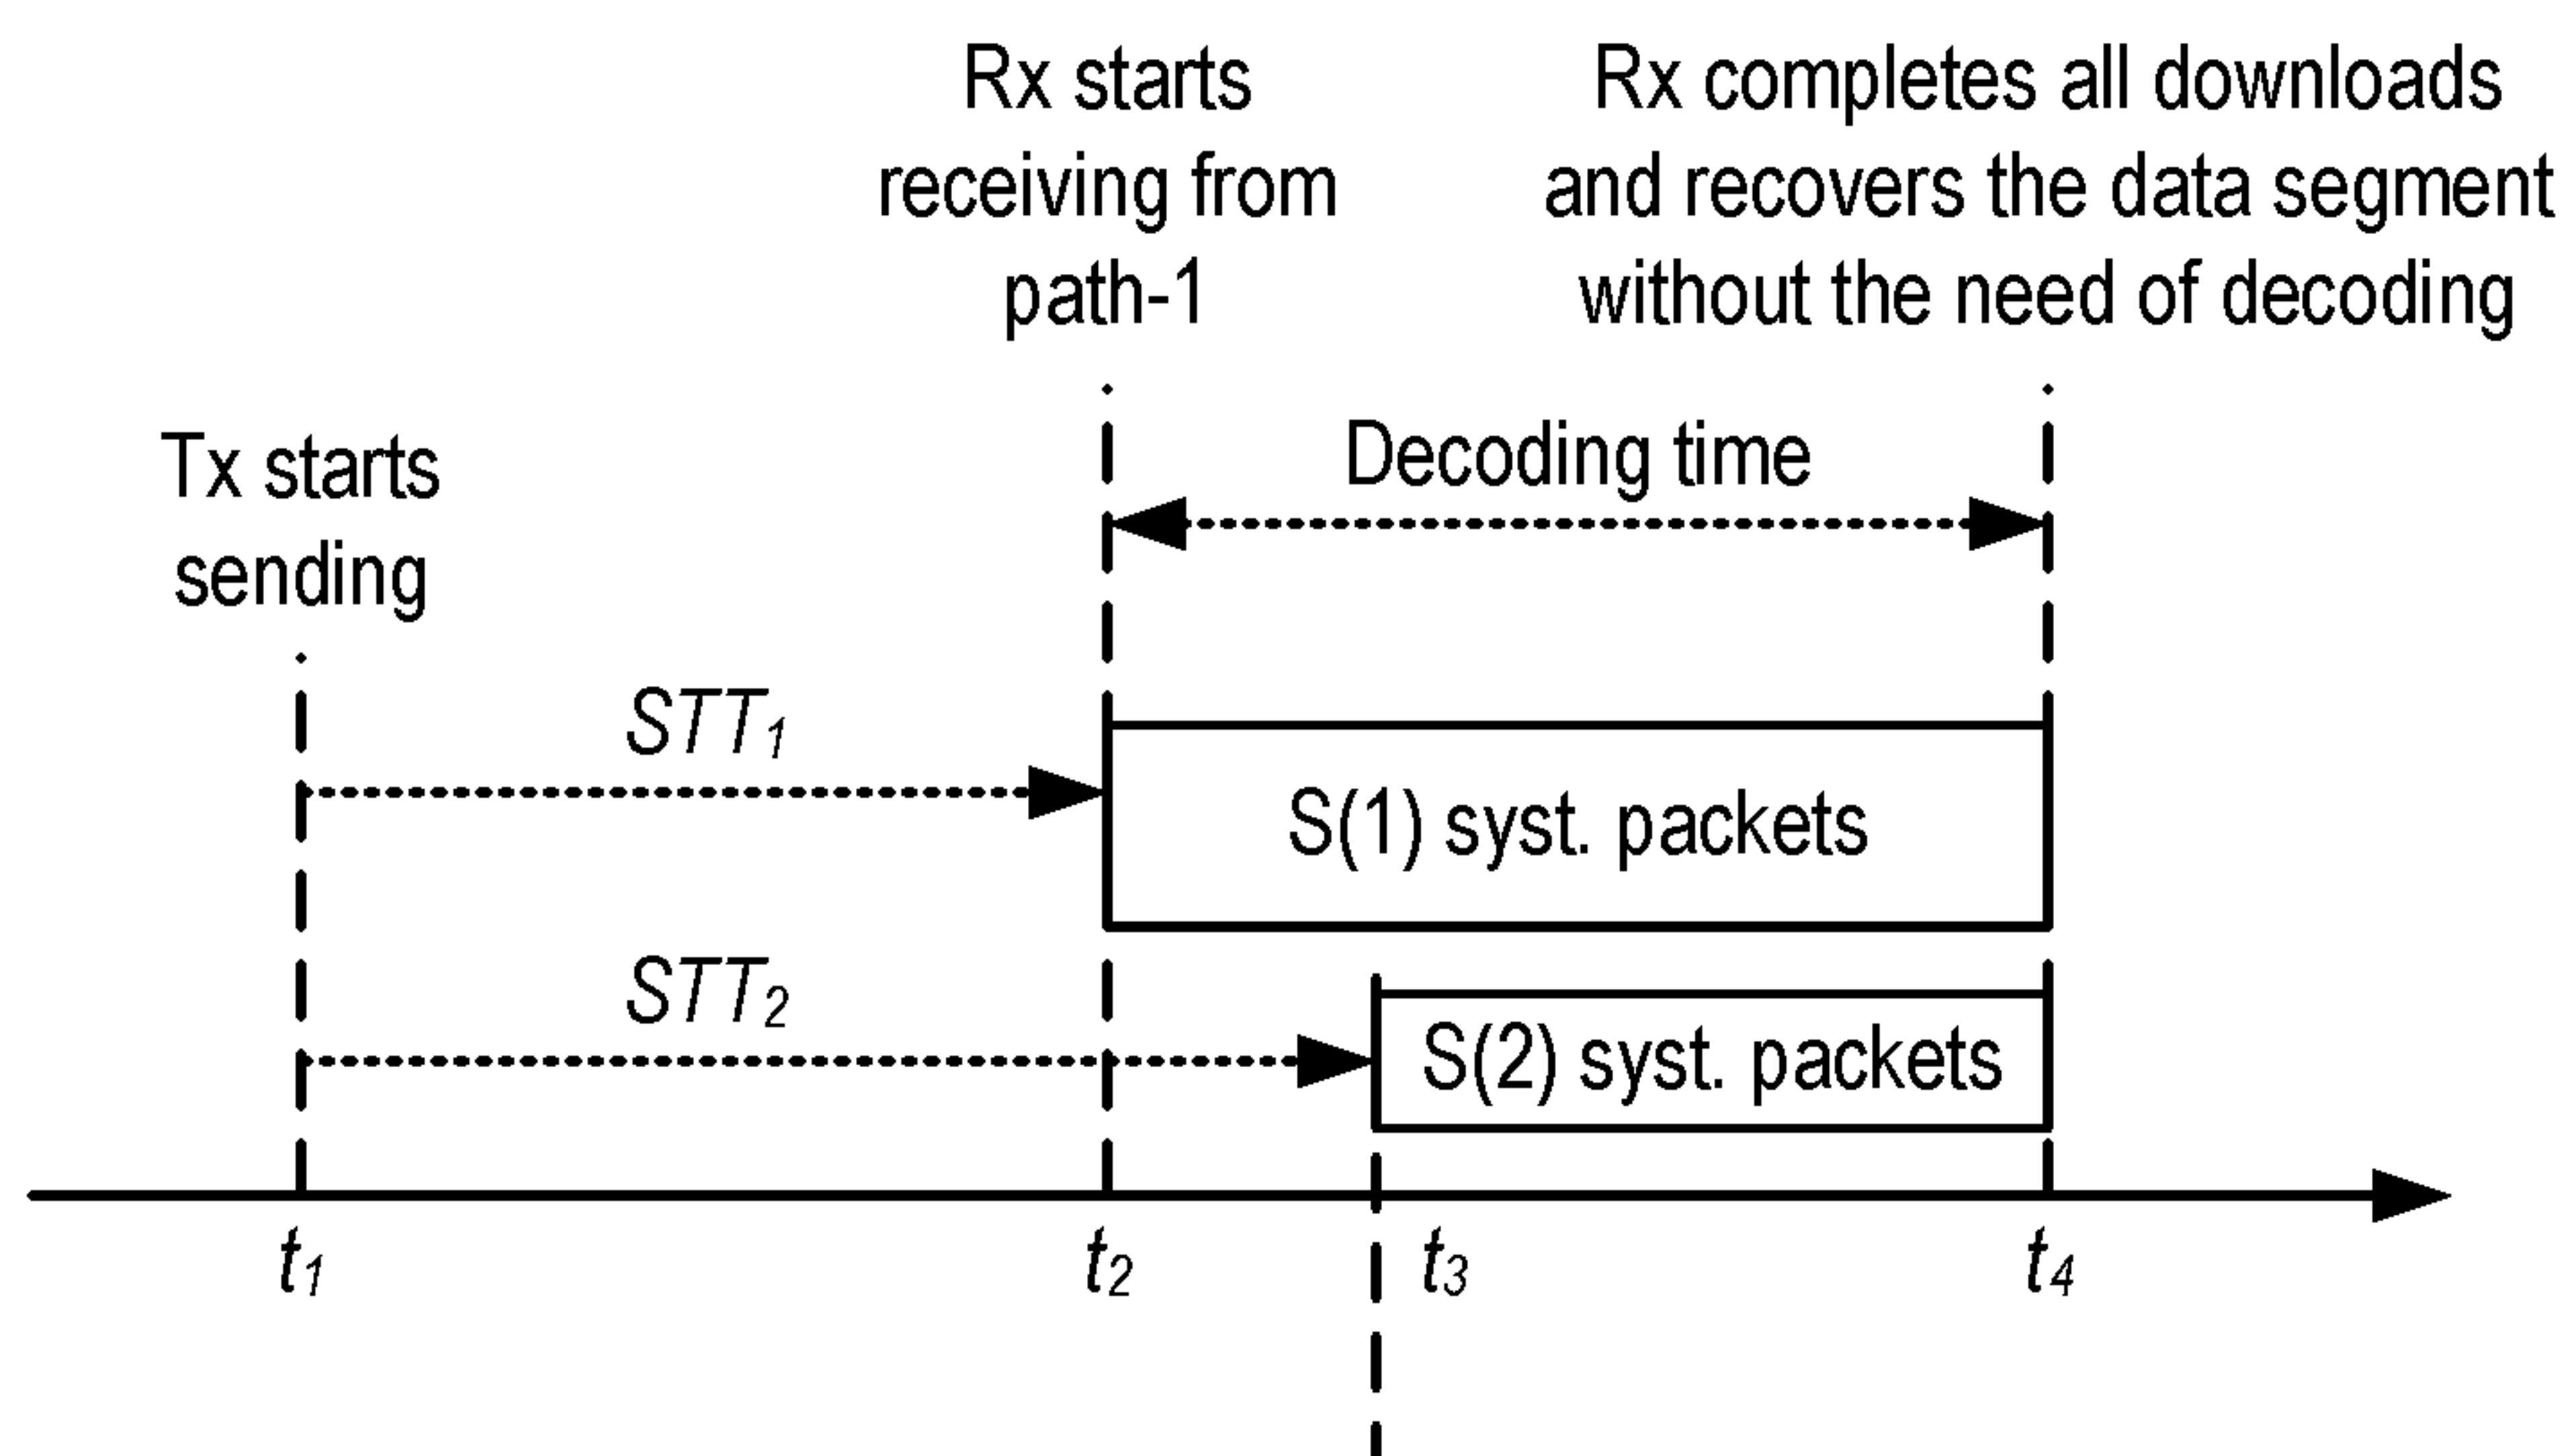 Rx starts
receiving from
path-1
Rx completes all downloads
and recovers the data segment
without the need of decoding
Tx starts
sending
Decoding time
STT1
S(1) syst. packets
STT2
S(2) syst. packets
t1
t2
t3
t4